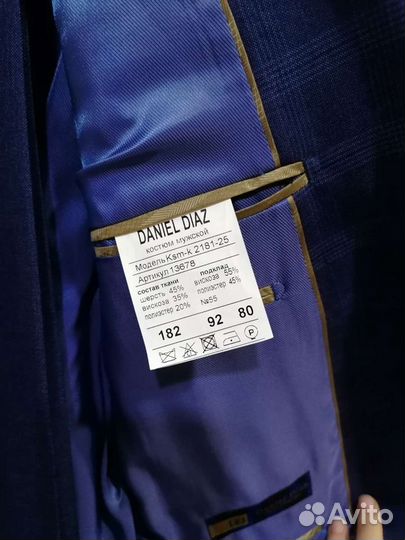 DANIEL DIAZ
костюм мужской
Модель Ksm-k 2181-25
Артикул 13678
состав ткани подклад
шерсть 45% вискоза 55%
вискоза 35% полиэстер 45%
полиэстер 20% №55
182 92 80
P
Avito